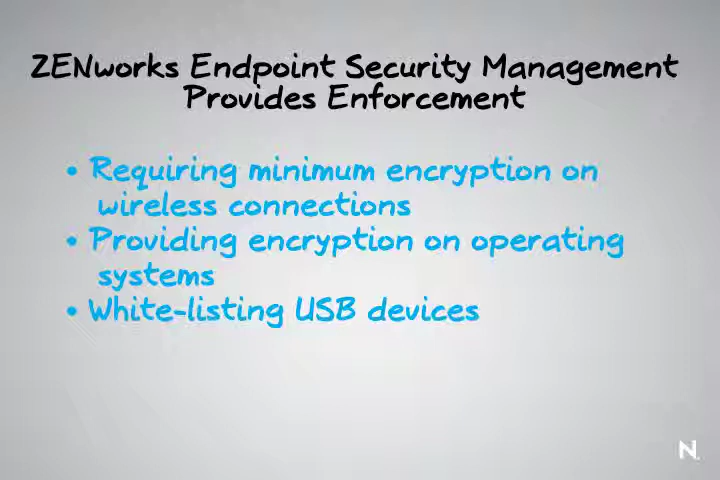 ZENworks Endpoint Security Management
Provides Enforcement
• Requiring minimum encryption on
wireless connections
• Providing encryption on operating
systems
• White-listing USB devices
N